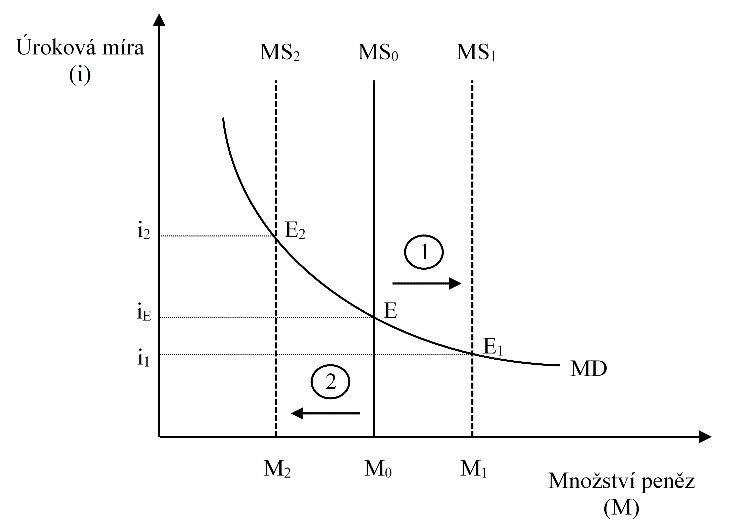 Úroková míra
(i)
MS₂ MS₀ MS₁
i₂ E₂
1
iE E
i₁ E₁
MD
2
M₂ M₀ M₁
Množství peněz
(M)